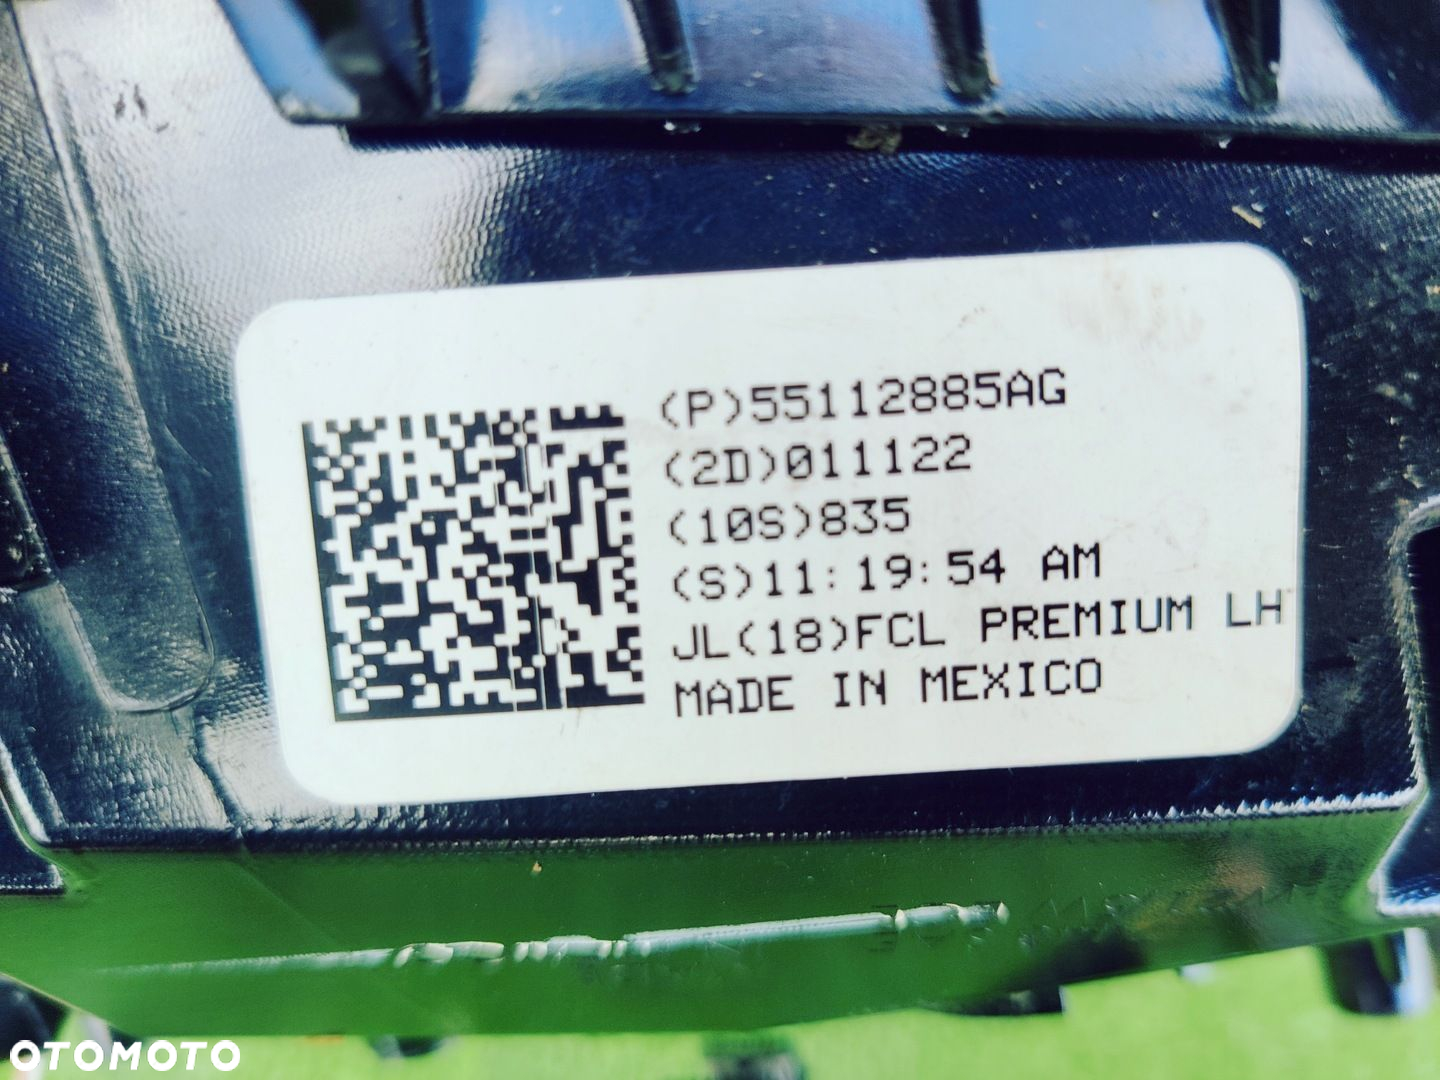 (P)55112885AG
(2D)011122
(10S)835
(S)11:19:54 AM
JL(18)FCL PREMIUM LH
MADE IN MEXICO
OTOMOTO